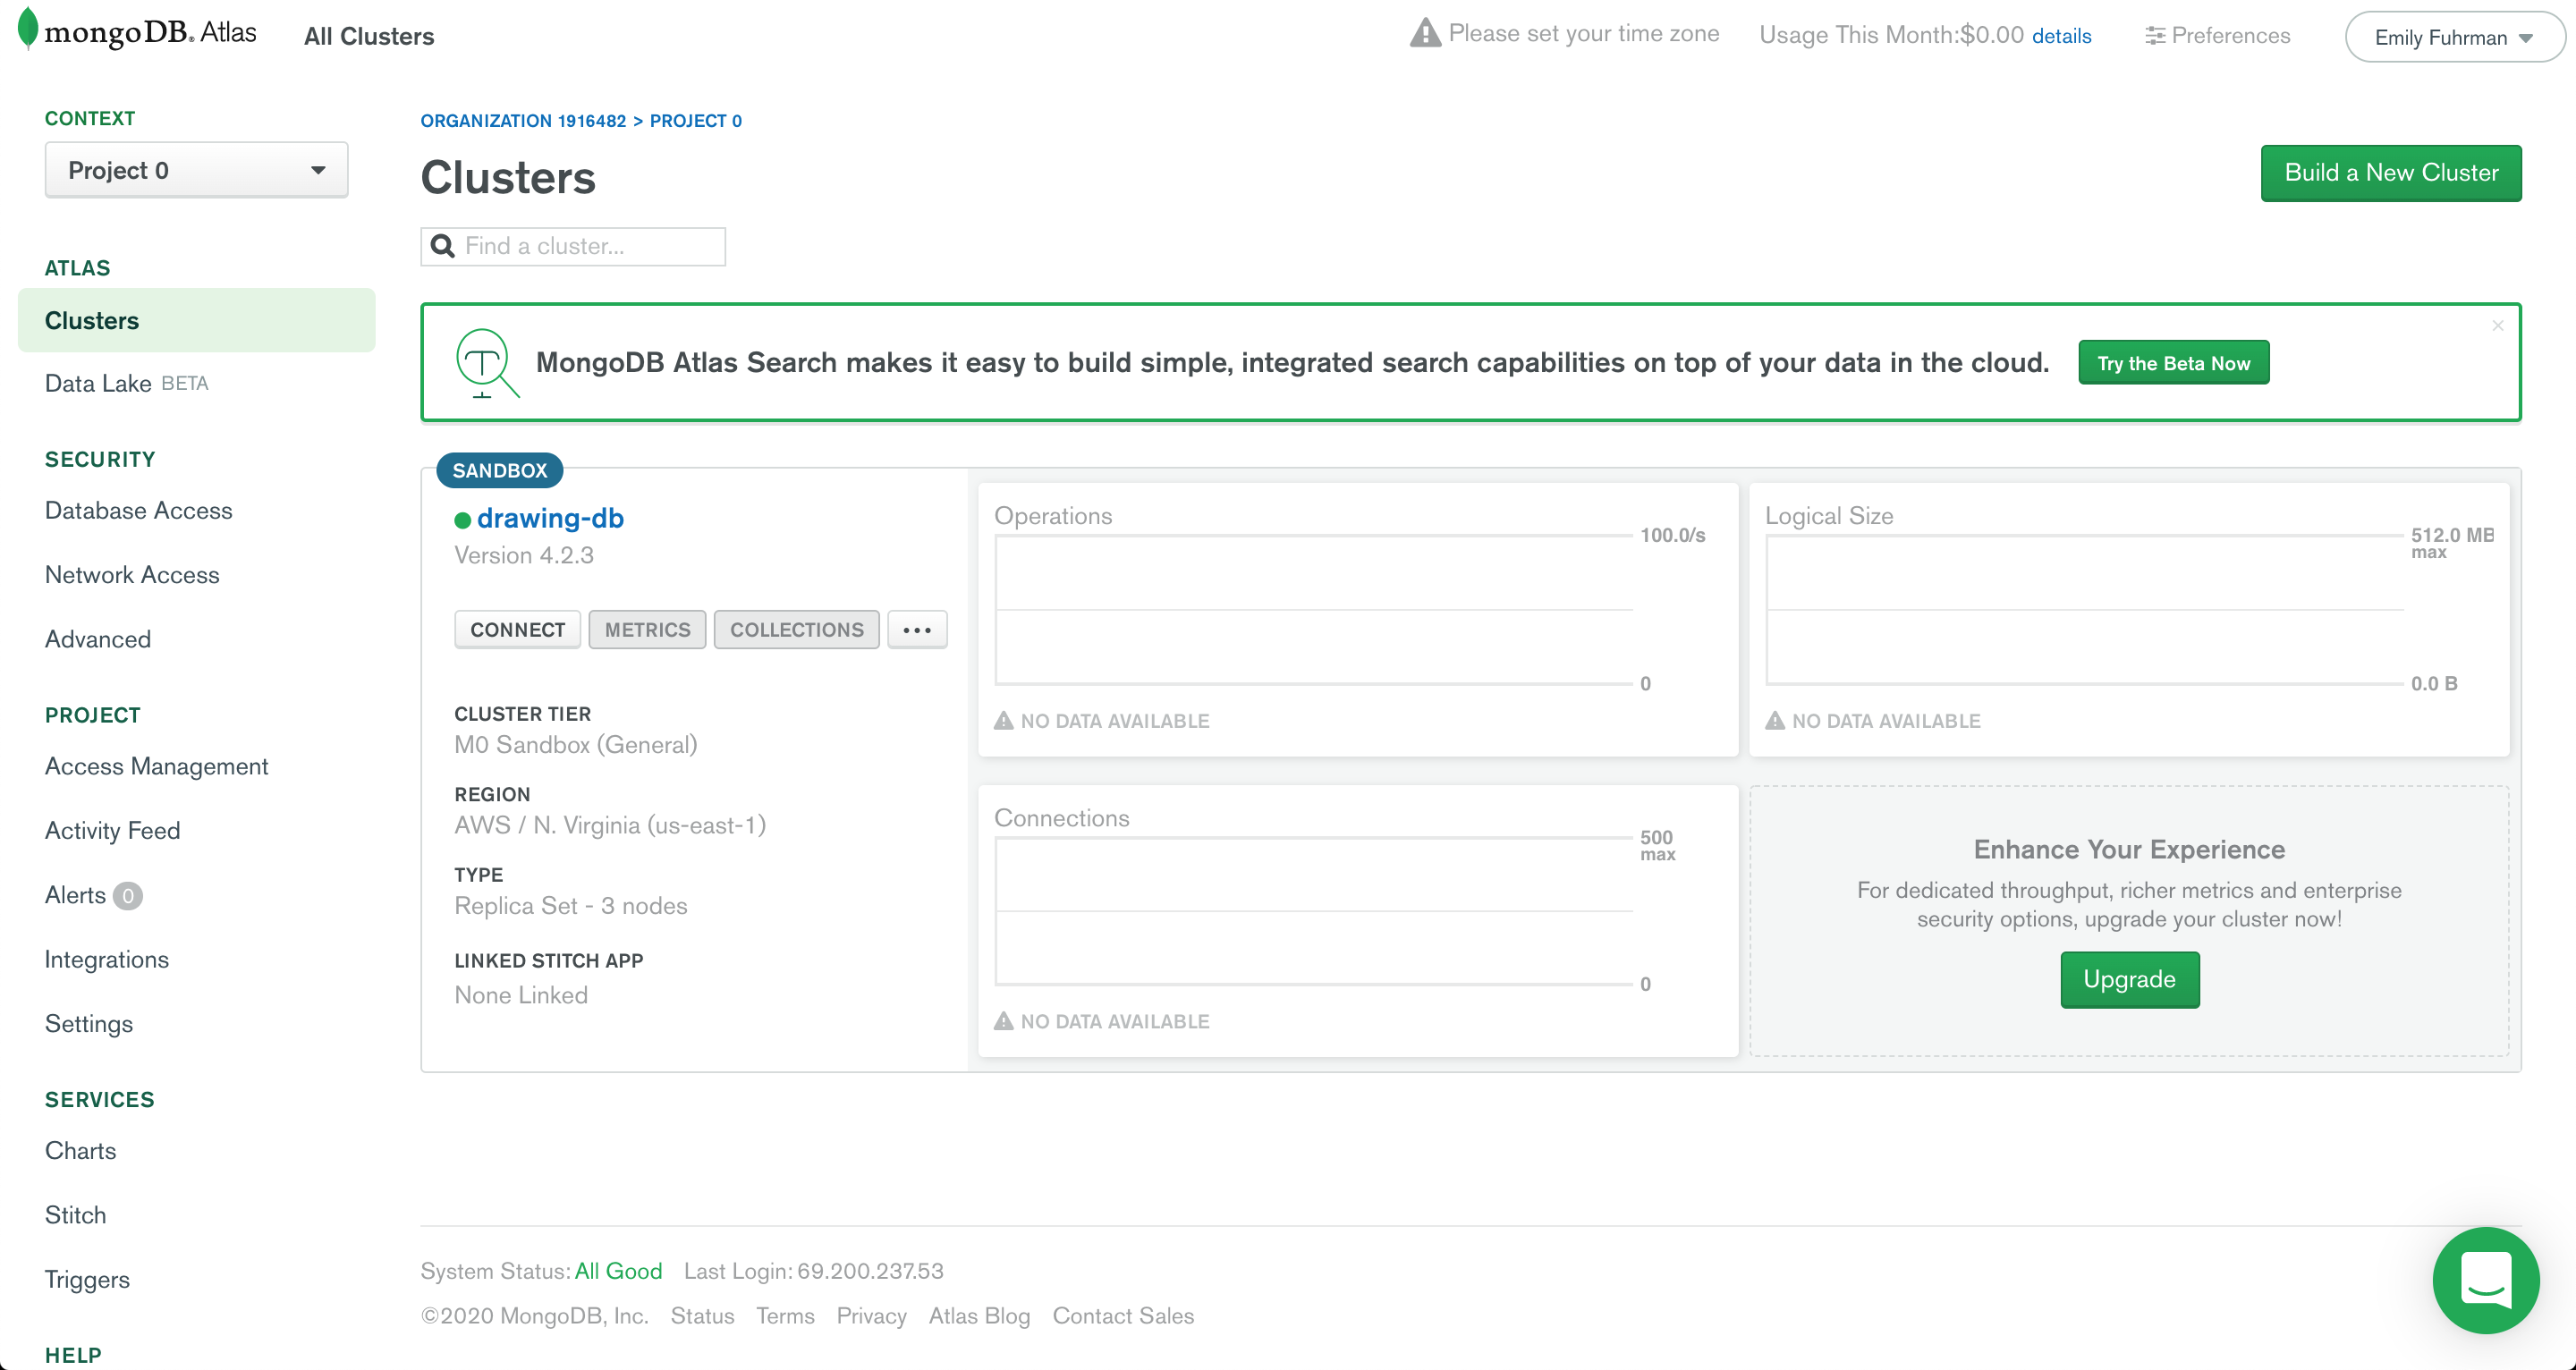 mongoDB. Atlas
All Clusters
Please set your time zone
Usage This Month:$0.00 details
Preferences
Emily Fuhrman
CONTEXT
Project 0
ATLAS
Clusters
Data Lake BETA
SECURITY
Database Access
Network Access
Advanced
PROJECT
Access Management
Activity Feed
Alerts 0
Integrations
Settings
SERVICES
Charts
Stitch
Triggers
HELP
ORGANIZATION 1916482 > PROJECT 0
Clusters
Build a New Cluster
Find a cluster...
MongoDB Atlas Search makes it easy to build simple, integrated search capabilities on top of your data in the cloud.
Try the Beta Now
SANDBOX
drawing-db
Version 4.2.3
CONNECT METRICS COLLECTIONS ...
CLUSTER TIER
M0 Sandbox (General)
REGION
AWS / N. Virginia (us-east-1)
TYPE
Replica Set - 3 nodes
LINKED STITCH APP
None Linked
Operations
100.0/s
0
NO DATA AVAILABLE
Logical Size
512.0 MB
max
0.0 B
NO DATA AVAILABLE
Connections
500
max
0
NO DATA AVAILABLE
Enhance Your Experience
For dedicated throughput, richer metrics and enterprise
security options, upgrade your cluster now!
Upgrade
System Status: All Good Last Login: 69.200.237.53
©2020 MongoDB, Inc. Status Terms Privacy Atlas Blog Contact Sales